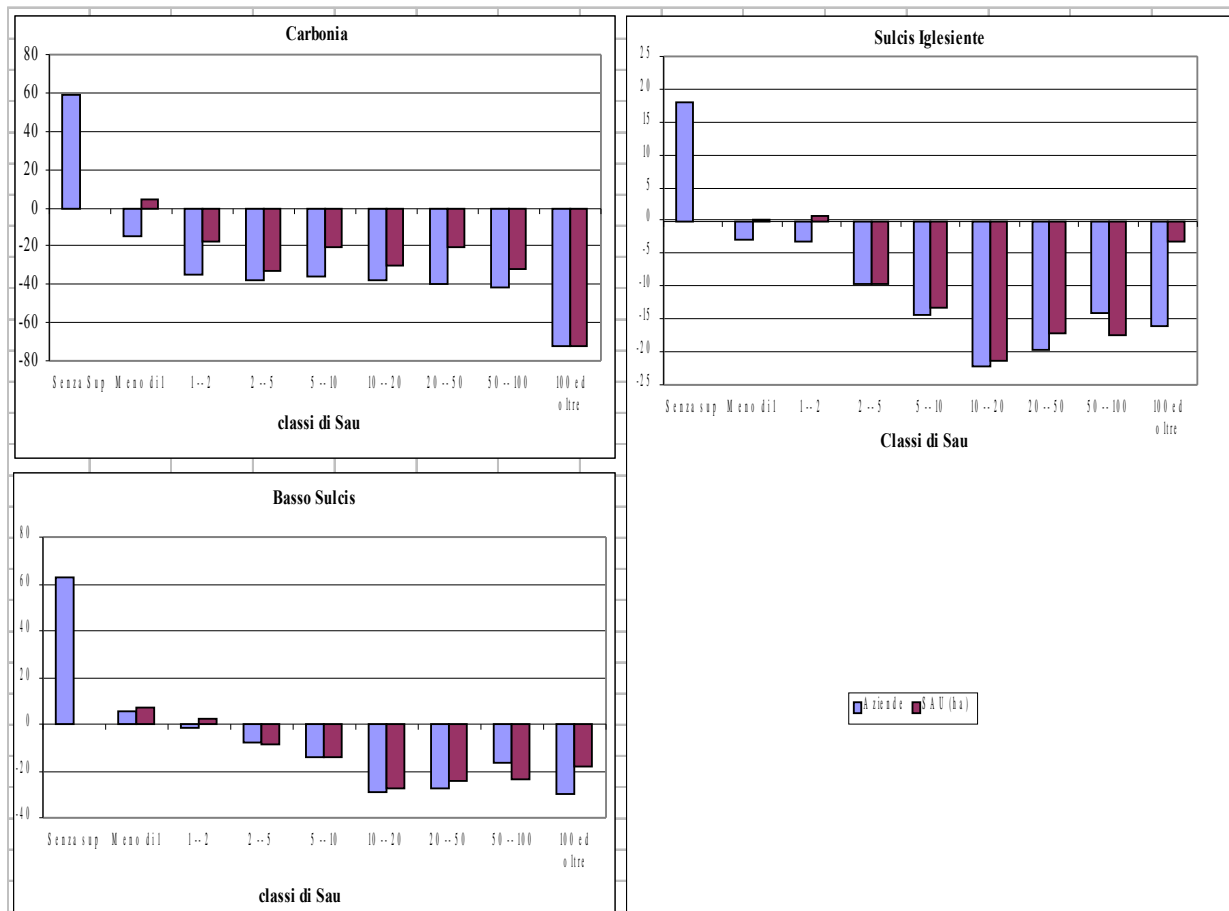 Carbonia
80
60
40
20
0
-20
-40
-60
-80
Senza Sup Meno di 1 1--2 2--5 5--10 10--20 20--50 50--100 100 ed
oltre
classi di Sau
Sulcis Iglesiente
25
20
15
10
5
0
-5
-10
-15
-20
-25
Senza sup Meno di 1 1--2 2--5 5--10 10--20 20--50 50--100 100 ed
oltre
Classi di Sau
Basso Sulcis
80
60
40
20
0
-20
-40
Senza sup Meno di 1 1--2 2--5 5--10 10--20 20--50 50--100 100 ed
oltre
classi di Sau
Aziende SAU (ha)